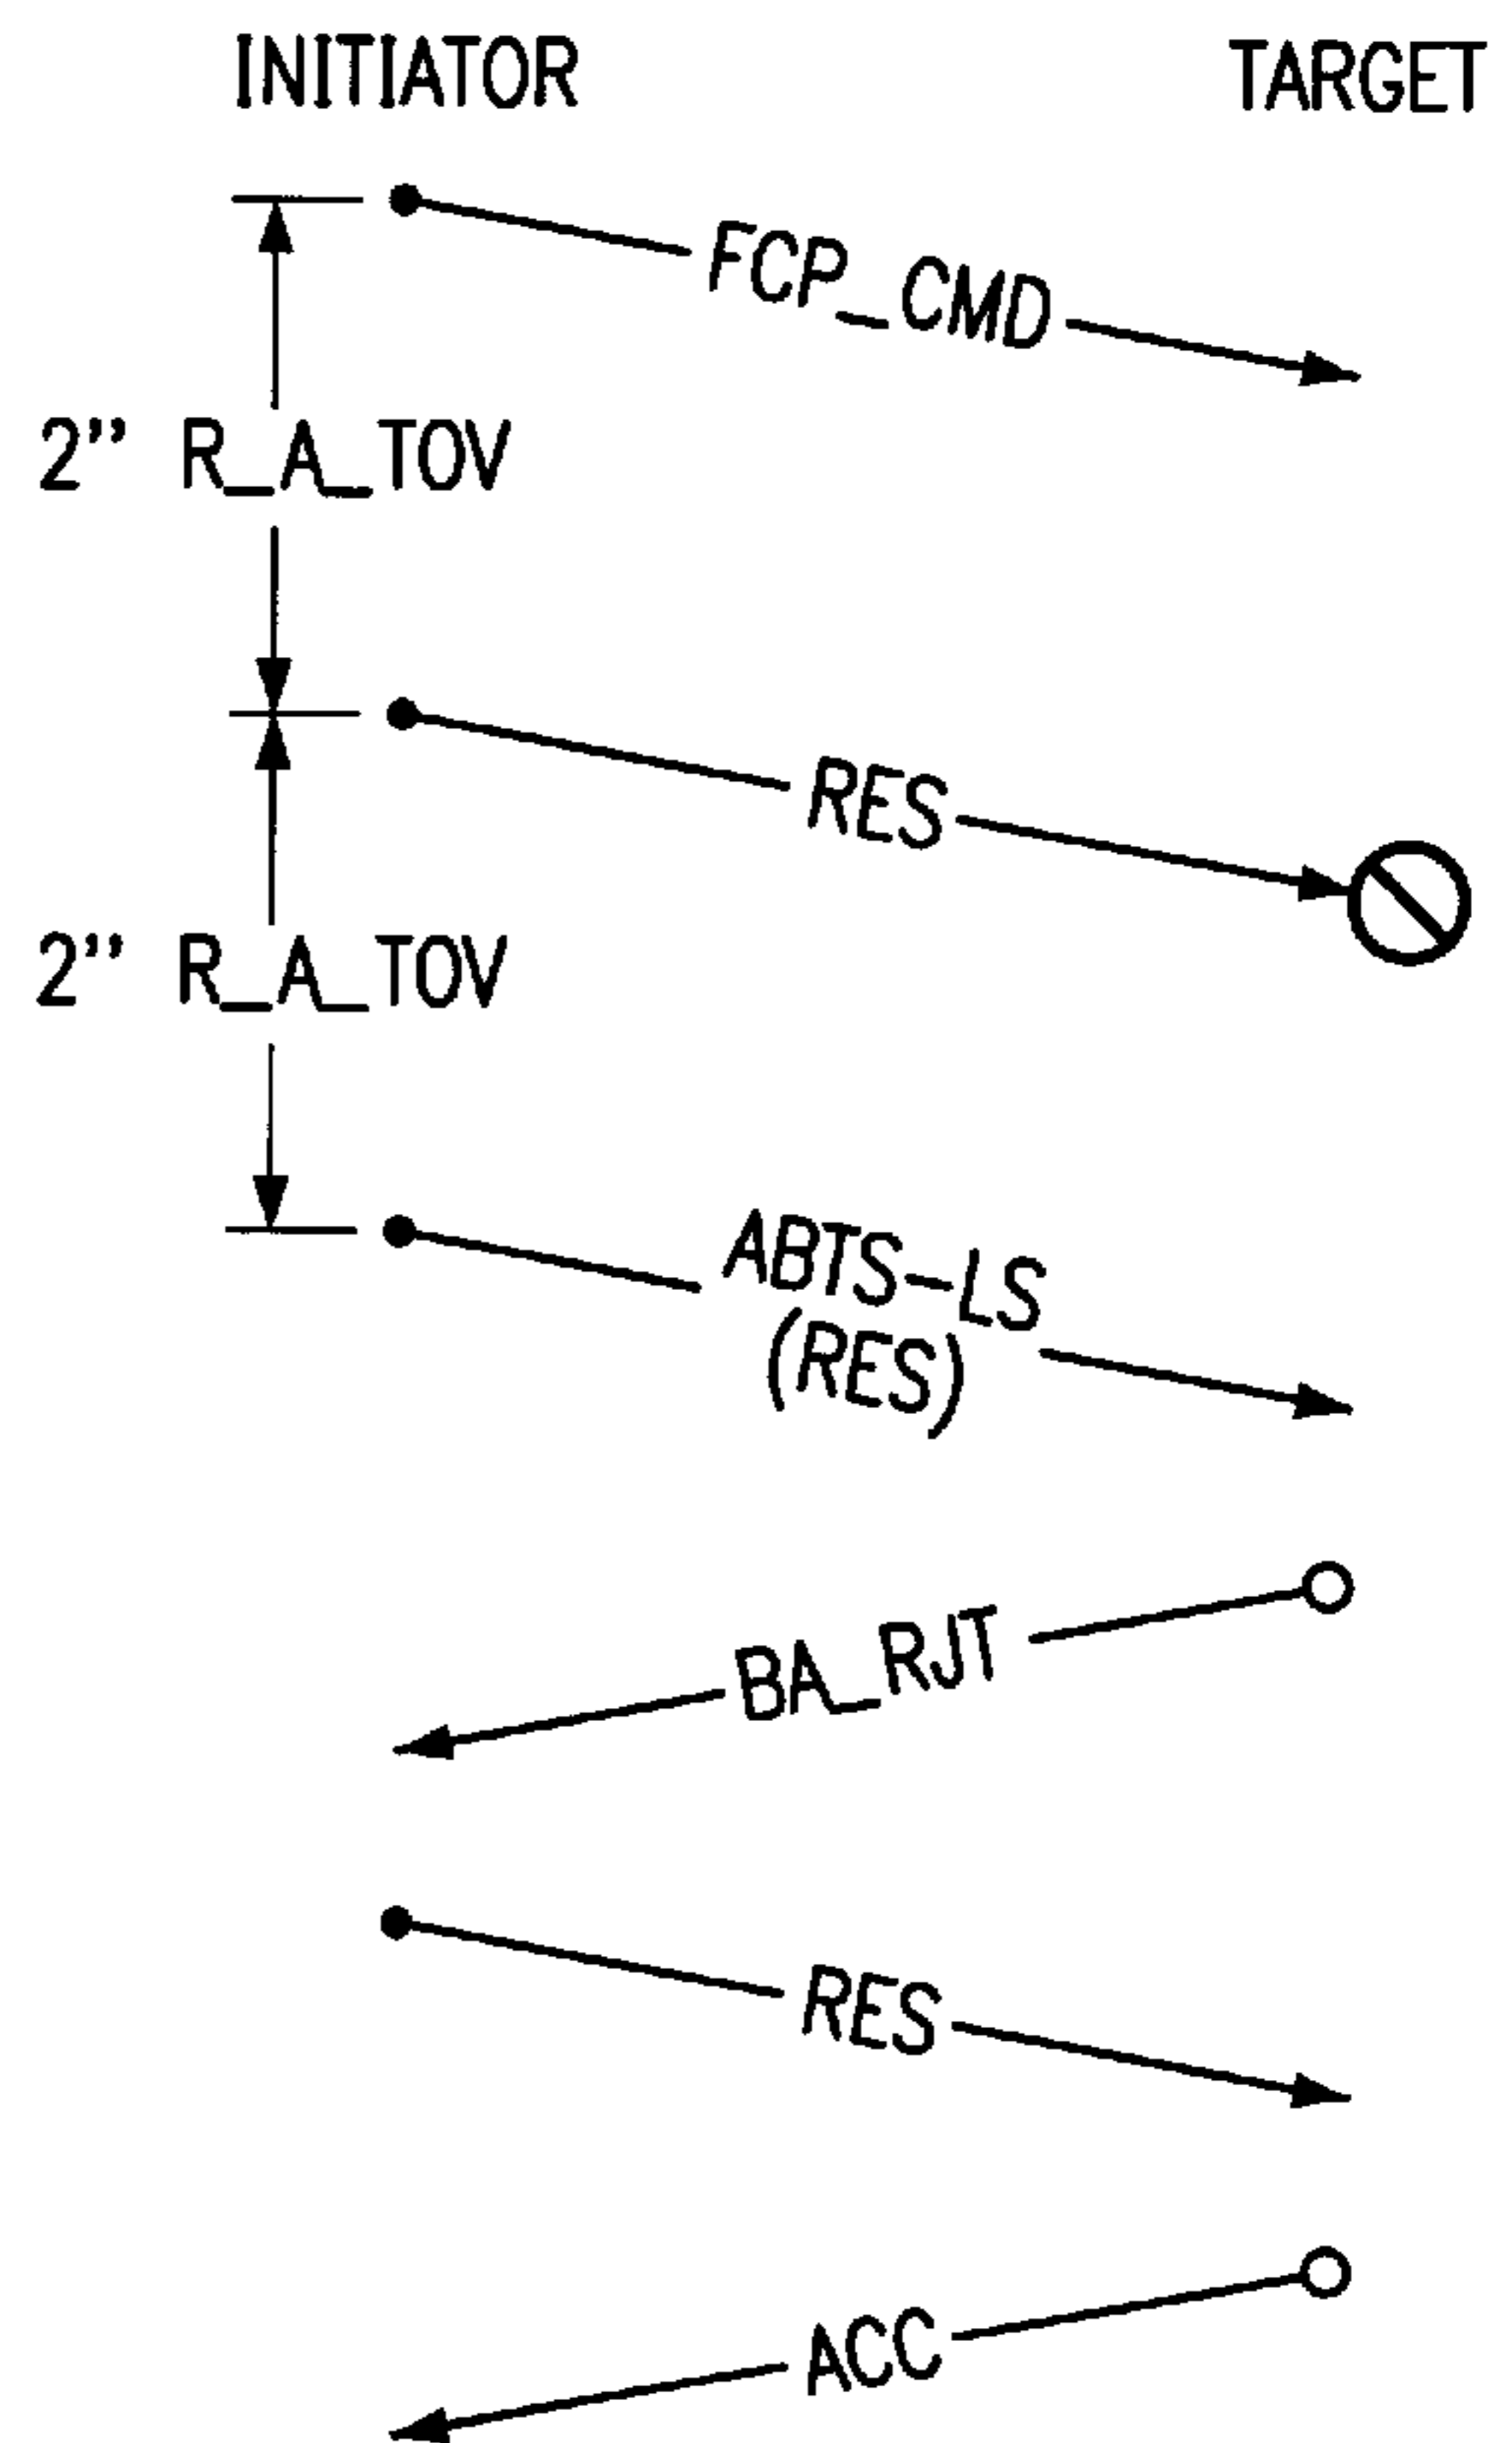 INITIATOR TARGET
FCP_CMD
2" R_A_TOV
RES
2" R_A_TOV
ABTS-LS
(RES)
BA_RJT
RES
ACC